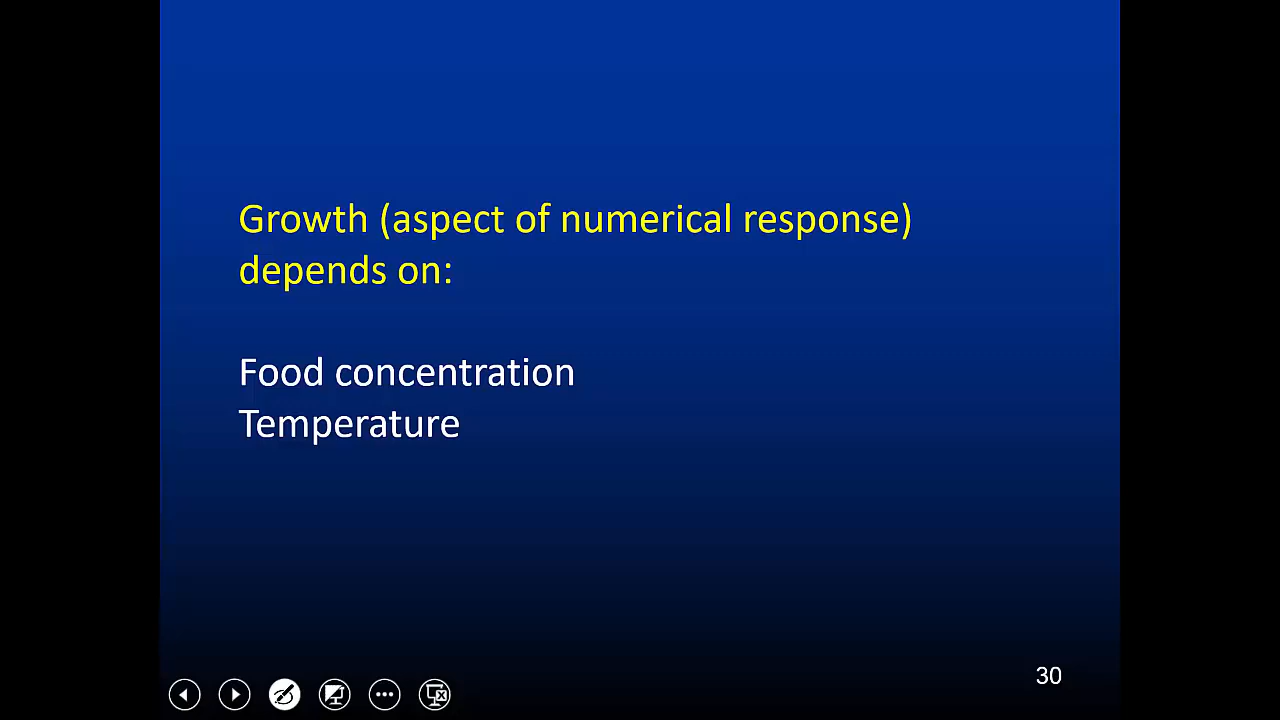 Growth (aspect of numerical response)
depends on:
Food concentration
Temperature
30